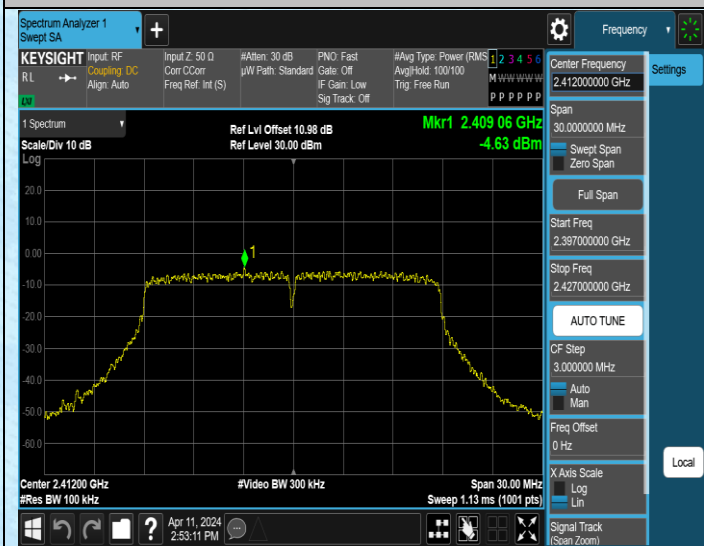 Spectrum Analyzer 1
Swept SA
Frequency
KEYSIGHT
Input: RF
Input Z: 50 Ω
#Atten: 30 dB
PNO: Fast
#Avg Type: Power (RMS
1 2 3 4 5 6
R L
Coupling: DC
Corr CCorr
µW Path: Standard
Gate: Off
Avg|Hold: 100/100
M W W W W W
Align: Auto
Freq Ref: Int (S)
IF Gain: Low
Trig: Free Run
Sig Track: Off
P P P P P P
LXI
1 Spectrum
Ref Lvl Offset 10.98 dB
Mkr1 2.409 06 GHz
Scale/Div 10 dB
Ref Level 30.00 dBm
-4.63 dBm
Log
20.0
10.0
0.00
1
-10.0
-20.0
-30.0
-40.0
-50.0
-60.0
Center 2.41200 GHz
#Video BW 300 kHz
Span 30.00 MHz
#Res BW 100 kHz
Sweep 1.13 ms (1001 pts)
Apr 11, 2024
2:53:11 PM
?
Center Frequency
2.412000000 GHz
Settings
Span
30.0000000 MHz
Swept Span
Zero Span
Full Span
Start Freq
2.397000000 GHz
Stop Freq
2.427000000 GHz
AUTO TUNE
CF Step
3.000000 MHz
Auto
Man
Freq Offset
0 Hz
Local
X Axis Scale
Log
Lin
Signal Track
(Span Zoom)